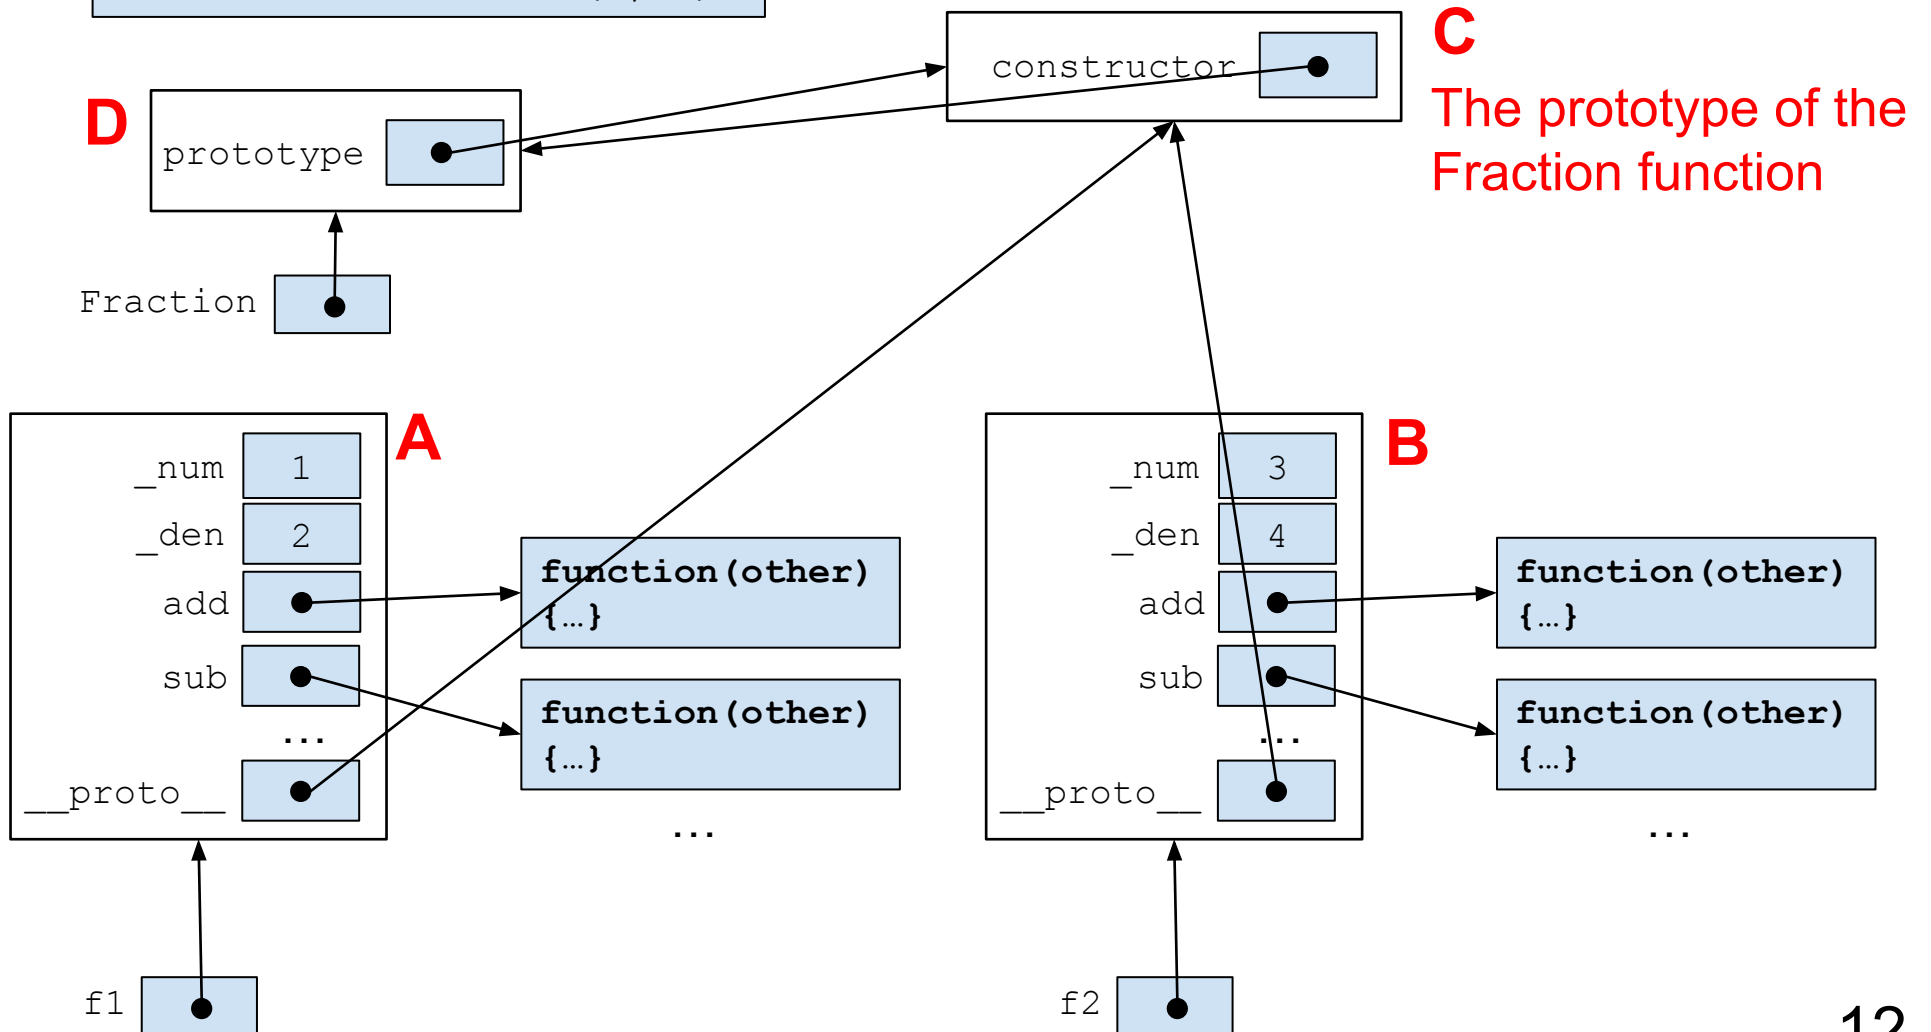 C
constructor
The prototype of the
Fraction function
D
prototype
Fraction
A
_num 1
_den 2
add
sub
...
__proto__
function(other)
{…}
function(other)
{…}
...
B
_num 3
_den 4
add
sub
...
__proto__
function(other)
{…}
function(other)
{…}
...
f1
f2
12